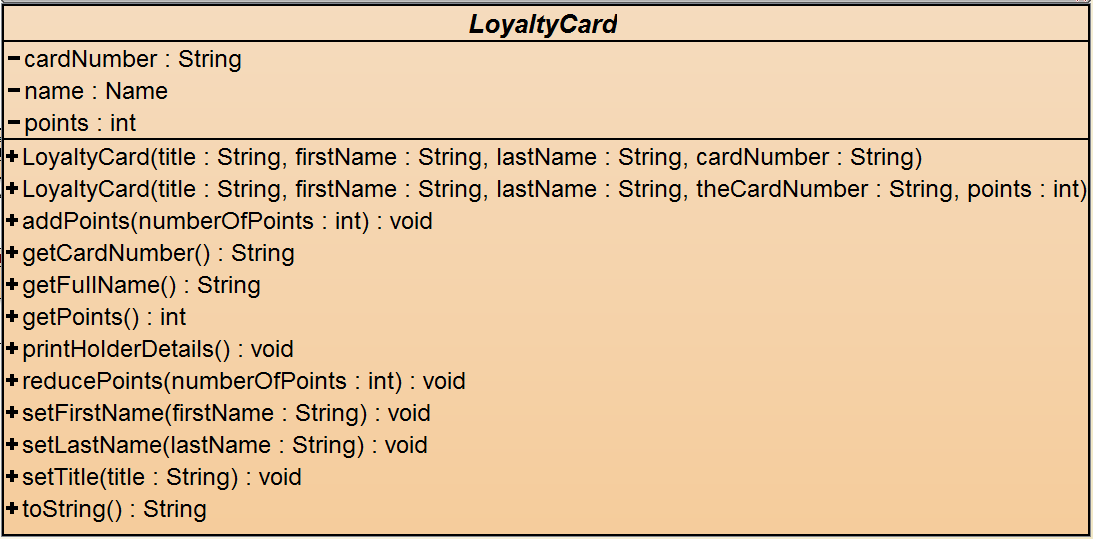 LoyaltyCard
- cardNumber : String
- name : Name
- points : int
+ LoyaltyCard(title : String, firstName : String, lastName : String, cardNumber : String)
+ LoyaltyCard(title : String, firstName : String, lastName : String, theCardNumber : String, points : int)
+ addPoints(numberOfPoints : int) : void
+ getCardNumber() : String
+ getFullName() : String
+ getPoints() : int
+ printHolderDetails() : void
+ reducePoints(numberOfPoints : int) : void
+ setFirstName(firstName : String) : void
+ setLastName(lastName : String) : void
+ setTitle(title : String) : void
+ toString() : String